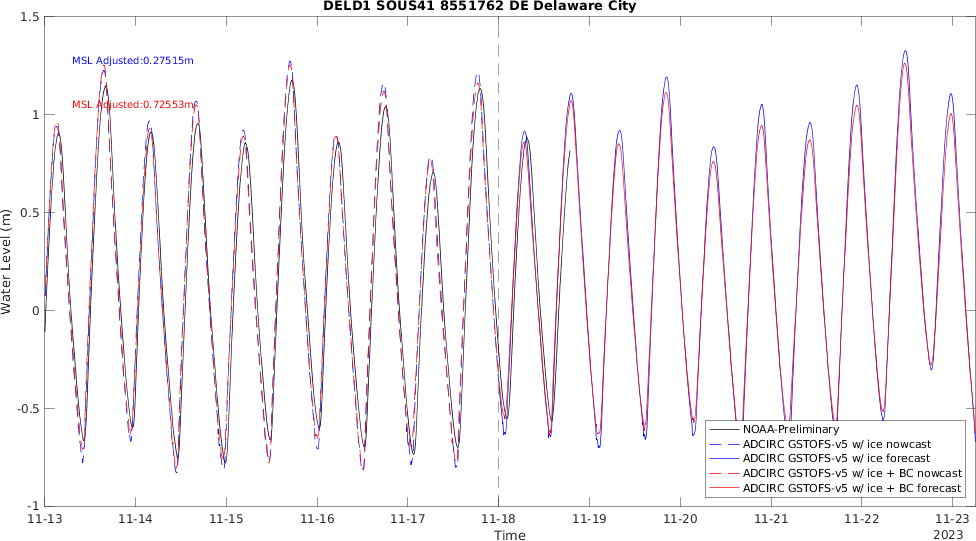 DELD1 SOUS41 8551762 DE Delaware City
1.5
MSL Adjusted:0.27515m
MSL Adjusted:0.72553m
1
0.5
0
-0.5
-1
Water Level (m)
NOAA-Preliminary
ADCIRC GSTOFS-v5 w/ ice nowcast
ADCIRC GSTOFS-v5 w/ ice forecast
ADCIRC GSTOFS-v5 w/ ice + BC nowcast
ADCIRC GSTOFS-v5 w/ ice + BC forecast
11-13 11-14 11-15 11-16 11-17 11-18 11-19 11-20 11-21 11-22 11-23
Time
2023